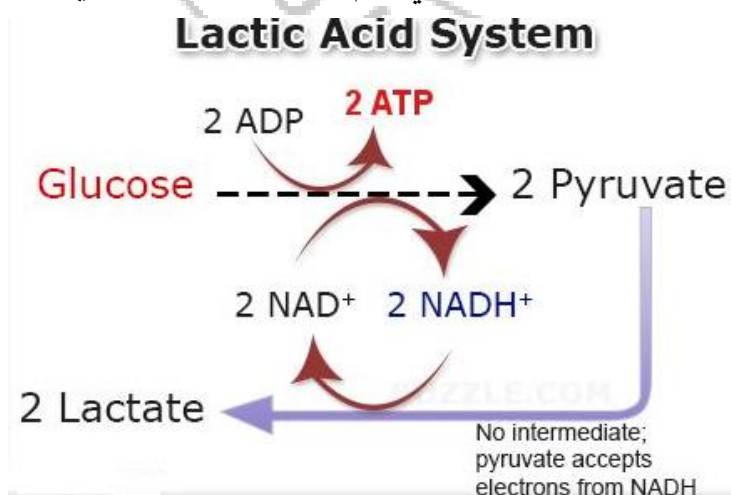 Lactic Acid System
2 ADP
2 ATP
Glucose
2 Pyruvate
2 NAD⁺
2 NADH⁺
2 Lactate
No intermediate;
pyruvate accepts
electrons from NADH